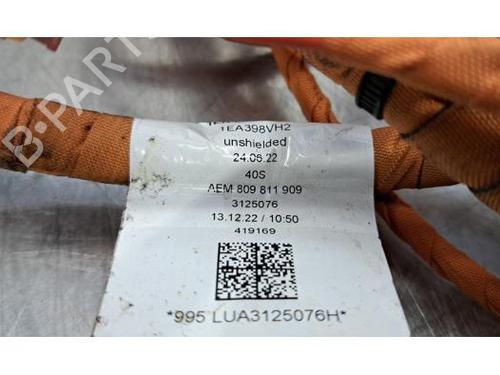 B-PARTS
1EA398VH2
unshielded
24.06.22
40S
AEM 809 811 909
3125076
13.12.22 / 10:50
419169
*995 LUA3125076H*